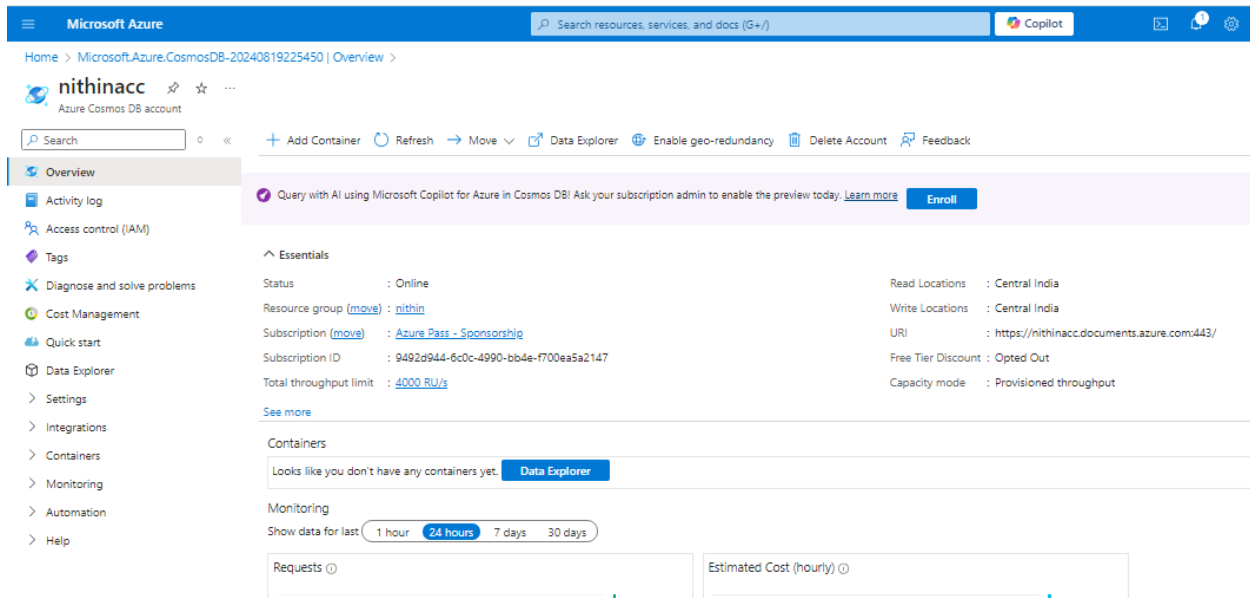 Microsoft Azure
Search resources, services, and docs (G+/)
Copilot
1
Home > Microsoft.Azure.CosmosDB-20240819225450 | Overview >
nithinacc
Azure Cosmos DB account
Search
Add Container
Refresh
Move
Data Explorer
Enable geo-redundancy
Delete Account
Feedback
Overview
Activity log
Access control (IAM)
Tags
Diagnose and solve problems
Cost Management
Quick start
Data Explorer
Settings
Integrations
Containers
Monitoring
Automation
Help
Query with AI using Microsoft Copilot for Azure in Cosmos DB! Ask your subscription admin to enable the preview today. Learn more
Enroll
Essentials
Status : Online
Resource group (move) : nithin
Subscription (move) : Azure Pass - Sponsorship
Subscription ID : 9492d944-6c0c-4990-bb4e-f700ea5a2147
Total throughput limit : 4000 RU/s
See more
Read Locations : Central India
Write Locations : Central India
URI : https://nithinacc.documents.azure.com:443/
Free Tier Discount : Opted Out
Capacity mode : Provisioned throughput
Containers
Looks like you don't have any containers yet. Data Explorer
Monitoring
Show data for last 1 hour 24 hours 7 days 30 days
Requests
Estimated Cost (hourly)